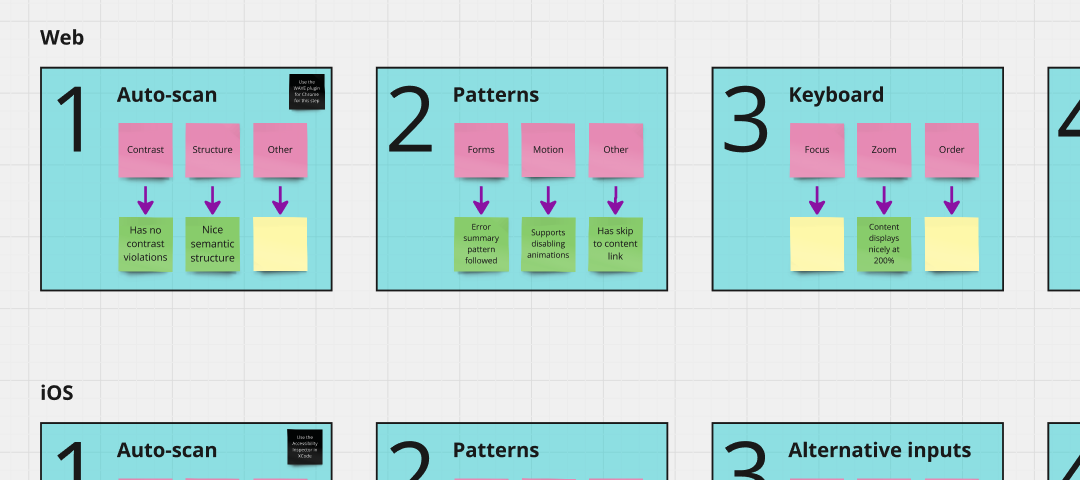 Web
1
Auto-scan
Use the
WAVE plugin
for Chrome
for this step
Contrast
Structure
Other
Has no
contrast
violations
Nice
semantic
structure
2
Patterns
Forms
Motion
Other
Error
summary
pattern
followed
Supports
disabling
animations
Has skip
to content
link
3
Keyboard
Focus
Zoom
Order
Content
displays
nicely at
200%
4
iOS
1
Auto-scan
Use the
Accessibility
Inspector in
XCode.
2
Patterns
3
Alternative inputs
4